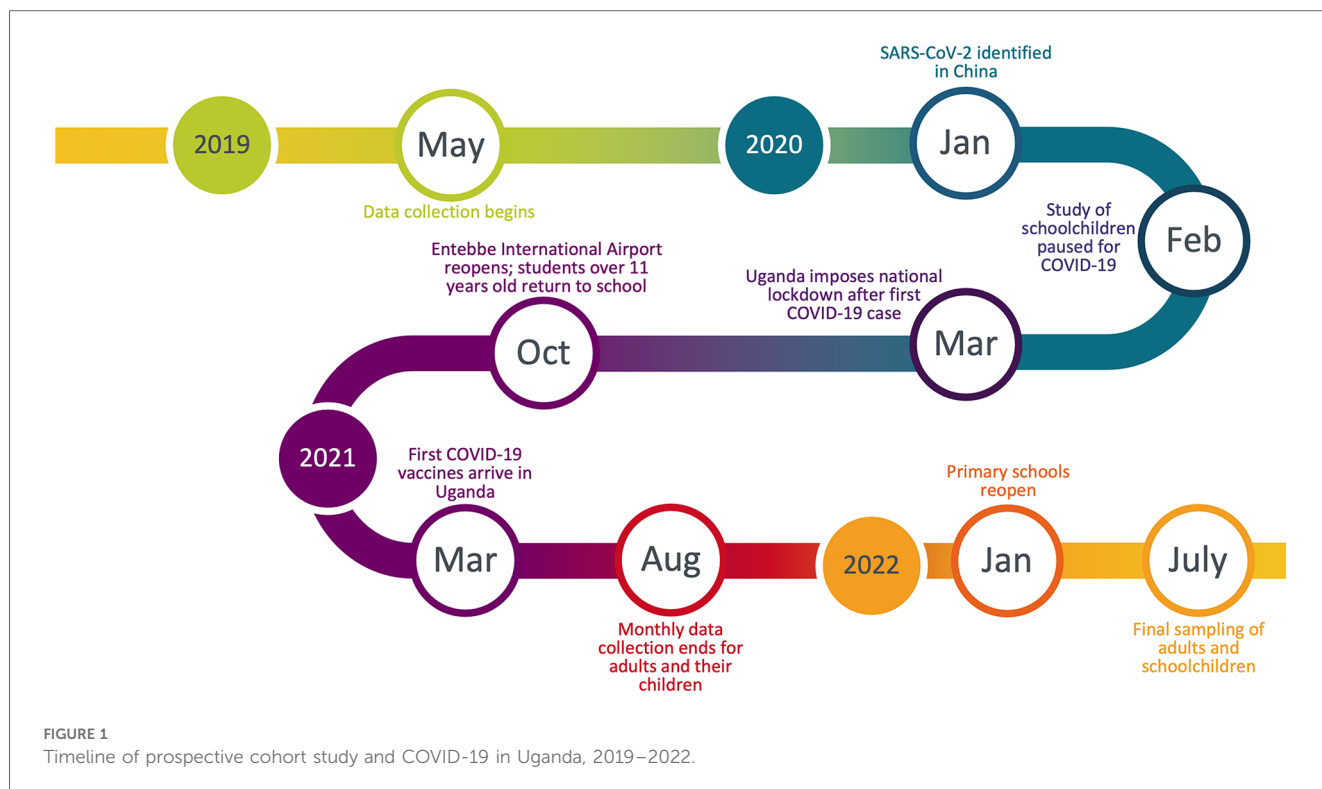 2019
May
Data collection begins
2020
SARS-CoV-2 identified
in China
Jan
Study of
schoolchildren
paused for
COVID-19
Feb
Uganda imposes national
lockdown after first
COVID-19 case
Mar
Entebbe International Airport
reopens; students over 11
years old return to school
Oct
2021
First COVID-19
vaccines arrive in
Uganda
Mar
Aug
Monthly data
collection ends for
adults and their
children
2022
Primary schools
reopen
Jan
July
Final sampling of
adults and
schoolchildren
FIGURE 1
Timeline of prospective cohort study and COVID-19 in Uganda, 2019–2022.